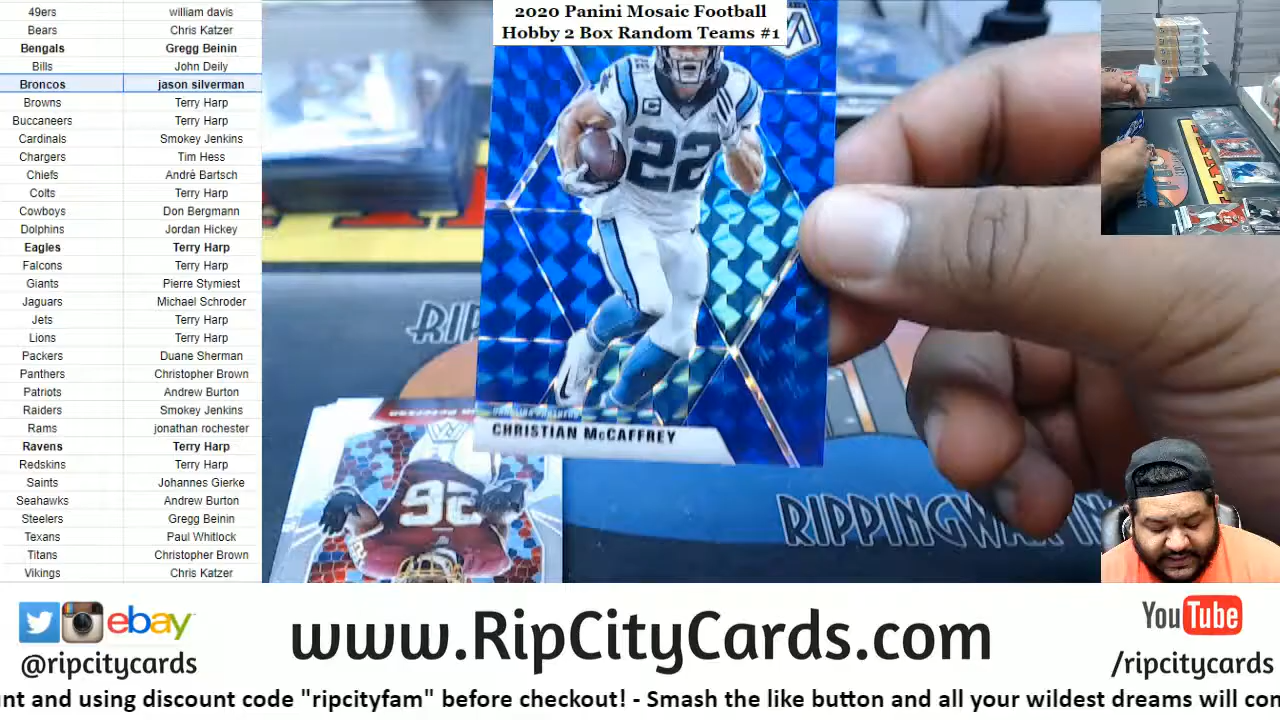 49ers william davis
Bears Chris Katzer
Bengals Gregg Beinin
Bills John Deily
Broncos jason silverman
Browns Terry Harp
Buccaneers Terry Harp
Cardinals Smokey Jenkins
Chargers Tim Hess
Chiefs André Bartsch
Colts Terry Harp
Cowboys Don Bergmann
Dolphins Jordan Hickey
Eagles Terry Harp
Falcons Terry Harp
Giants Pierre Stymiest
Jaguars Michael Schroder
Jets Terry Harp
Lions Terry Harp
Packers Duane Sherman
Panthers Christopher Brown
Patriots Andrew Burton
Raiders Smokey Jenkins
Rams jonathan rochester
Ravens Terry Harp
Redskins Terry Harp
Saints Johannes Gierke
Seahawks Andrew Burton
Steelers Gregg Beinin
Texans Paul Whitlock
Titans Christopher Brown
Vikings Chris Katzer
2020 Panini Mosaic Football
Hobby 2 Box Random Teams #1
22
CAROLINA PANTHERS
CHRISTIAN McCAFFREY
RIP
92
RIPPINGWAX
ebay
@ripcitycards
www.RipCityCards.com
YouTube
/ripcitycards
nt and using discount code "ripcityfam" before checkout! - Smash the like button and all your wildest dreams will con